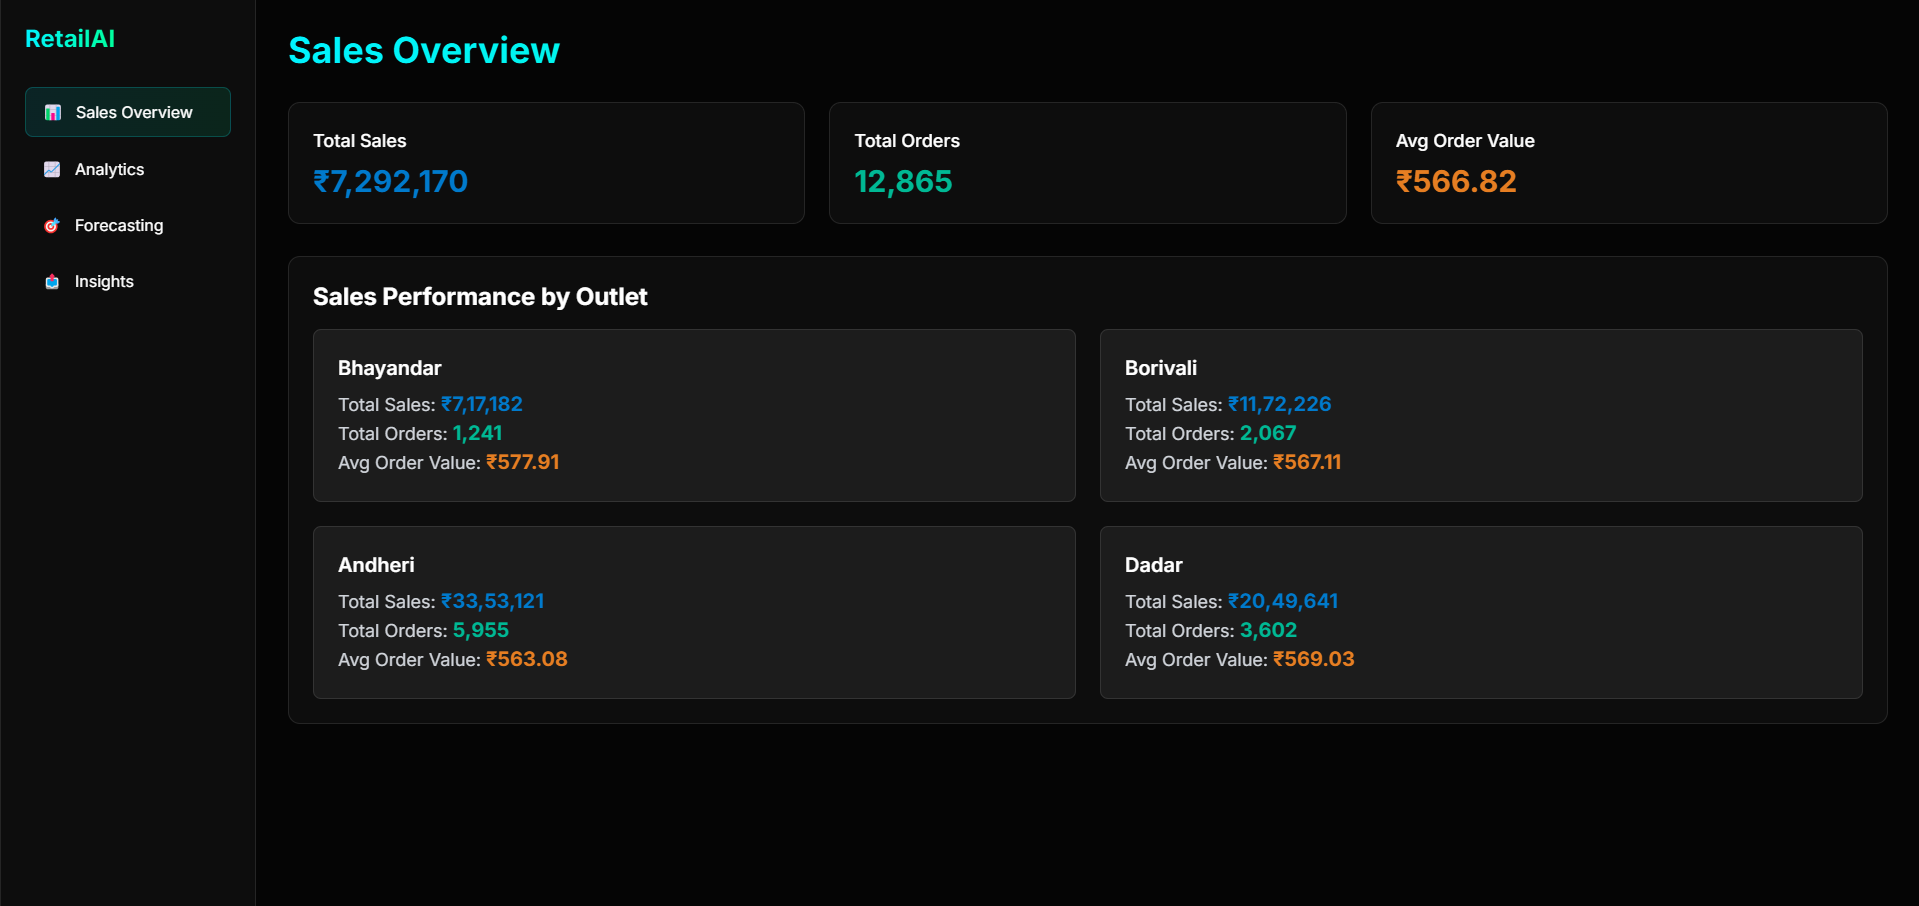 RetailAI
Sales Overview
Analytics
Forecasting
Insights
Sales Overview
Total Sales
₹7,292,170
Total Orders
12,865
Avg Order Value
₹566.82
Sales Performance by Outlet
Bhayandar
Total Sales: ₹7,17,182
Total Orders: 1,241
Avg Order Value: ₹577.91
Borivali
Total Sales: ₹11,72,226
Total Orders: 2,067
Avg Order Value: ₹567.11
Andheri
Total Sales: ₹33,53,121
Total Orders: 5,955
Avg Order Value: ₹563.08
Dadar
Total Sales: ₹20,49,641
Total Orders: 3,602
Avg Order Value: ₹569.03